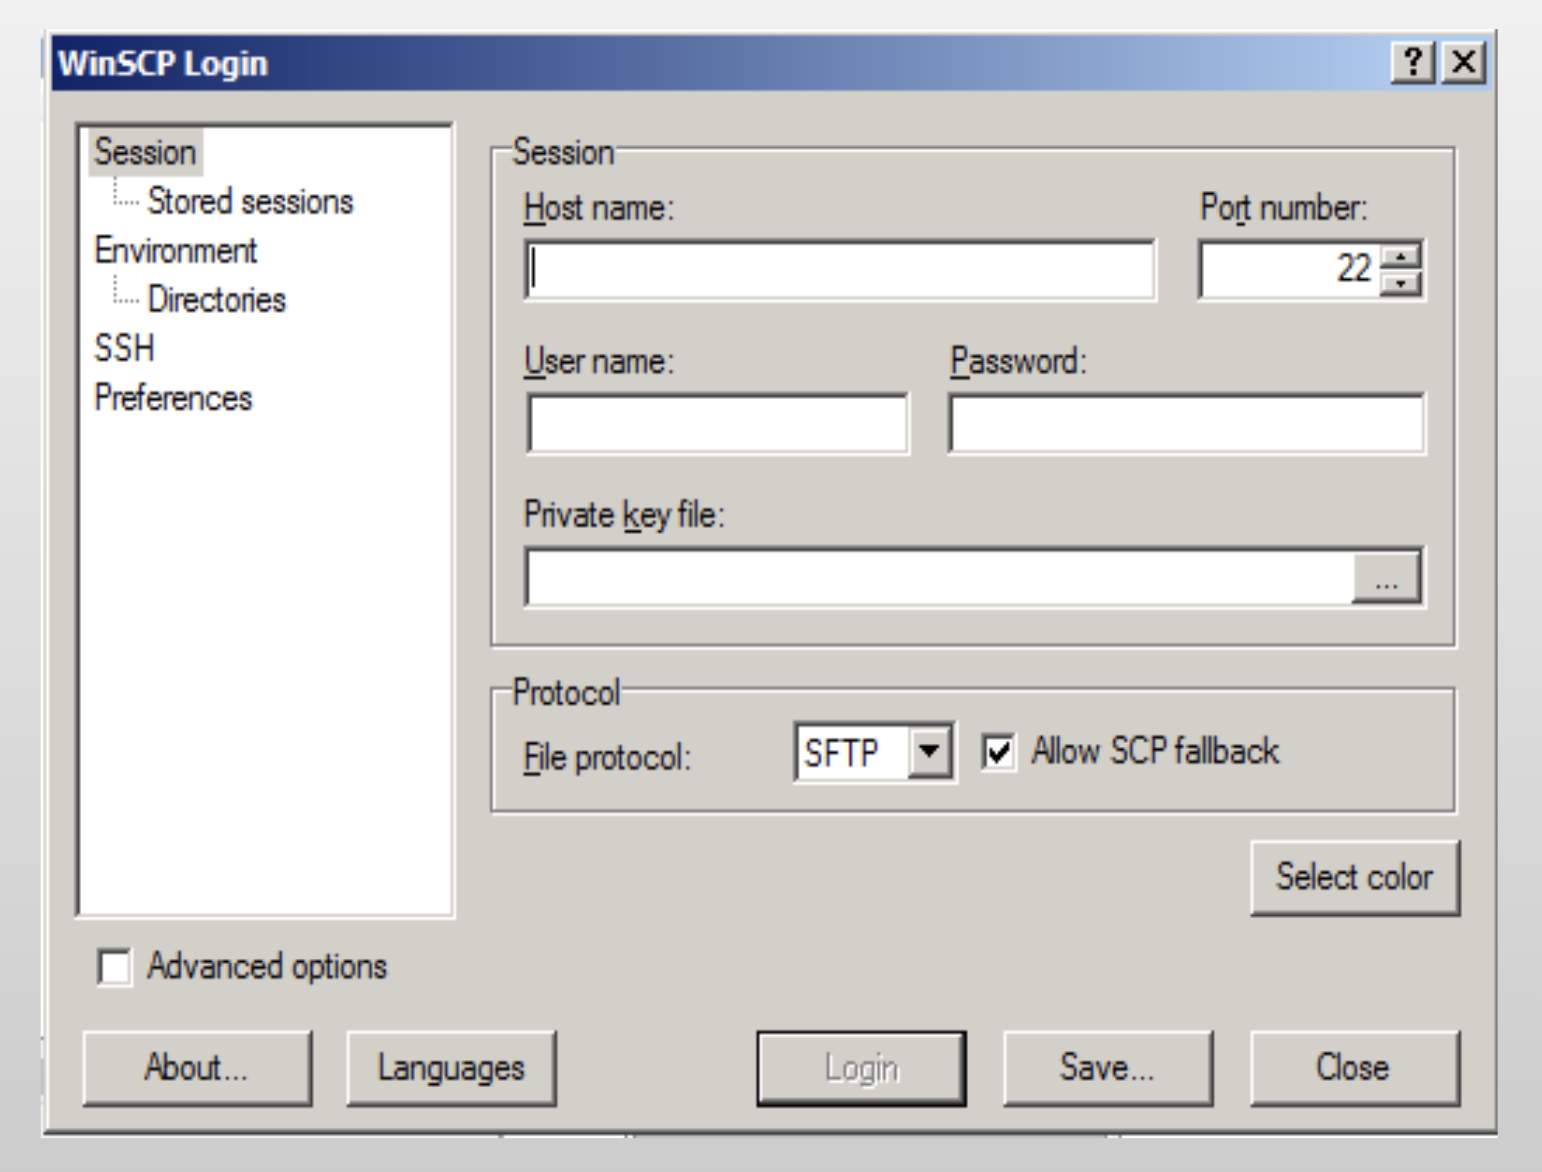 WinSCP Login
?
Session
Stored sessions
Environment
Directories
SSH
Preferences
Session
Host name:
Port number:
22
User name:
Password:
Private key file:
...
Protocol
File protocol:
SFTP
Allow SCP fallback
Select color
Advanced options
About...
Languages
Login
Save...
Close